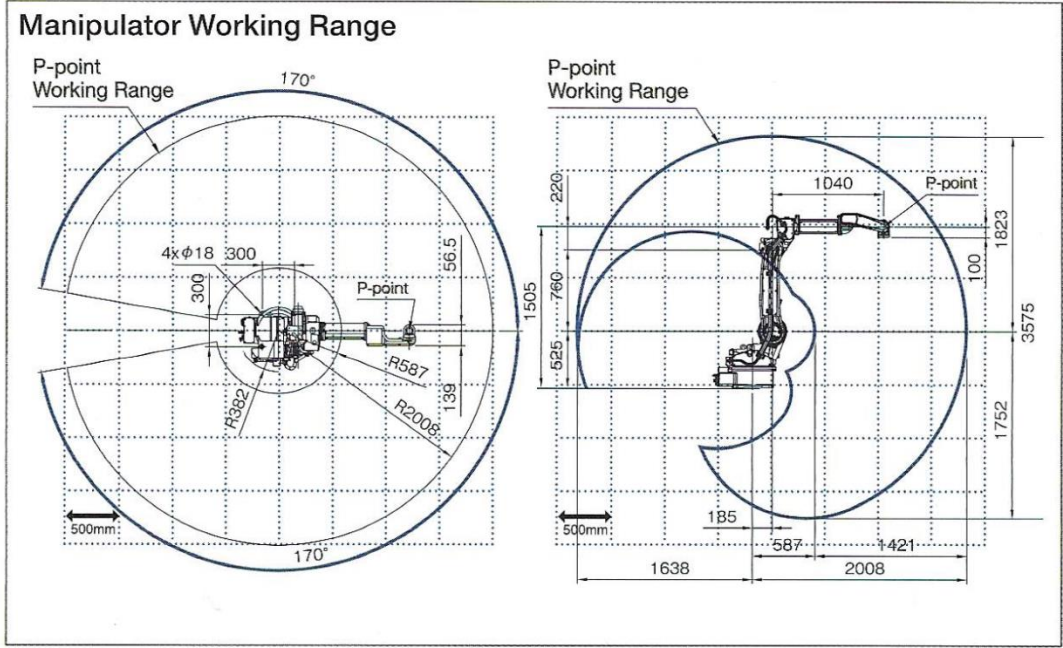 Manipulator Working Range
P-point
Working Range
170°
4xφ18
300
300
56.5
P-point
R587
R382
R2008
139
500mm
170°
P-point
Working Range
220
1040
P-point
1823
100
1505
760
525
3575
1752
500mm
185
587
1421
1638
2008